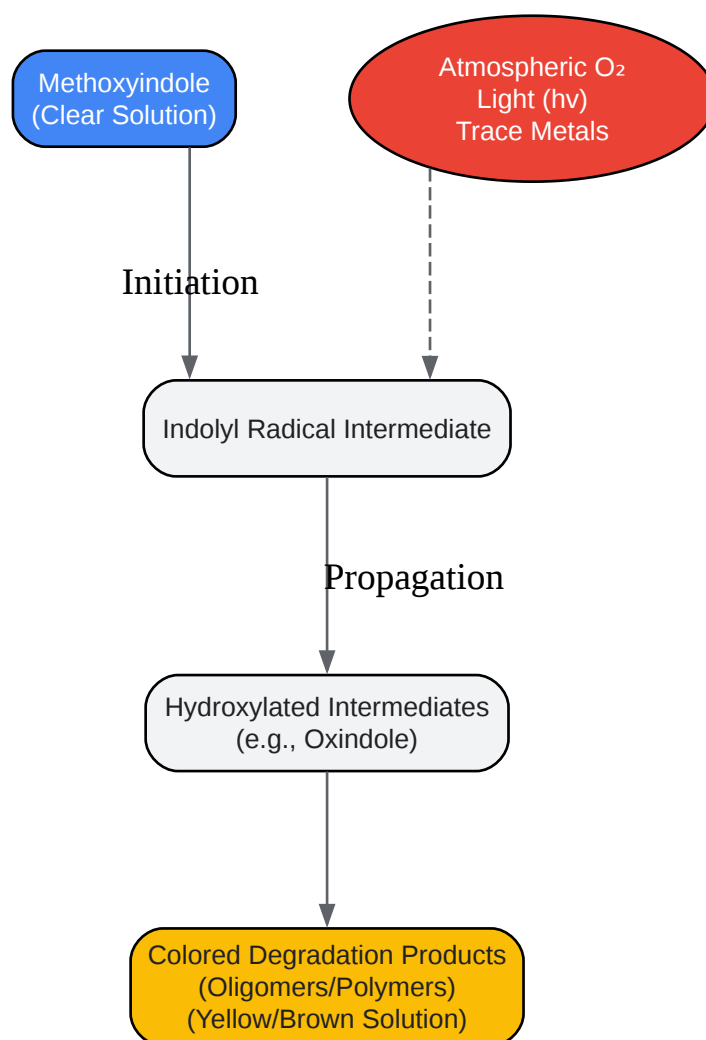 Methoxyindole
(Clear Solution)
Atmospheric O₂
Light (hv)
Trace Metals
Initiation
Indolyl Radical Intermediate
Propagation
Hydroxylated Intermediates
(e.g., Oxindole)
Colored Degradation Products
(Oligomers/Polymers)
(Yellow/Brown Solution)